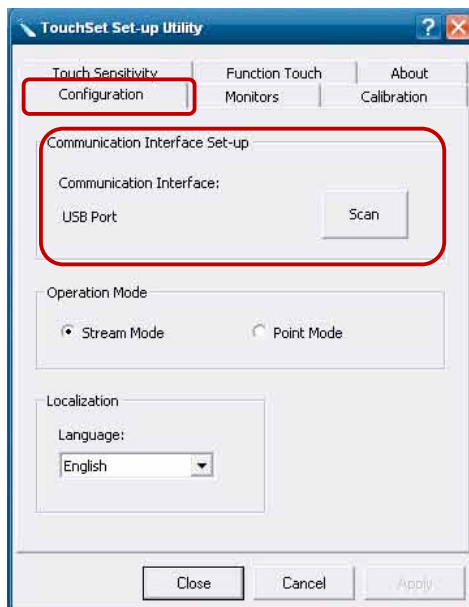 TouchSet Set-up Utility
Touch Sensitivity Function Touch About
Configuration Monitors Calibration
Communication Interface Set-up
Communication Interface:
USB Port Scan
Operation Mode
Stream Mode Point Mode
Localization
Language:
English
Close Cancel Apply